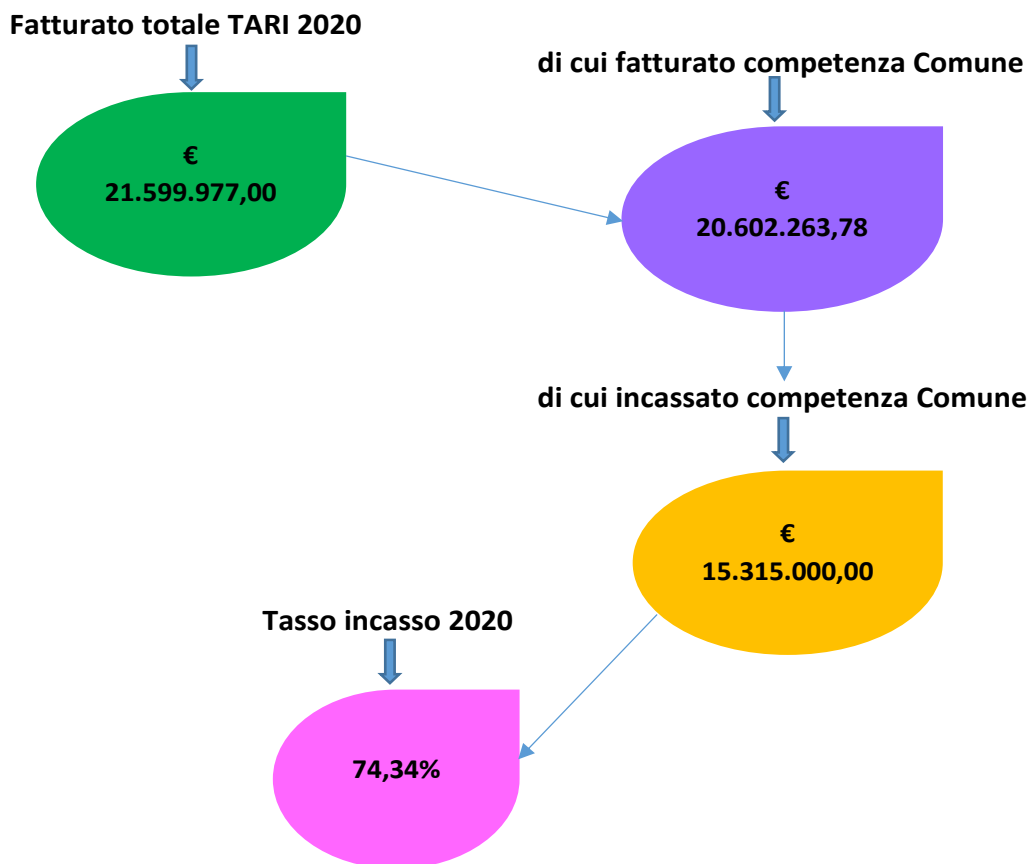 Fatturato totale TARI 2020
€
21.599.977,00
di cui fatturato competenza Comune
€
20.602.263,78
di cui incassato competenza Comune
€
15.315.000,00
Tasso incasso 2020
74,34%